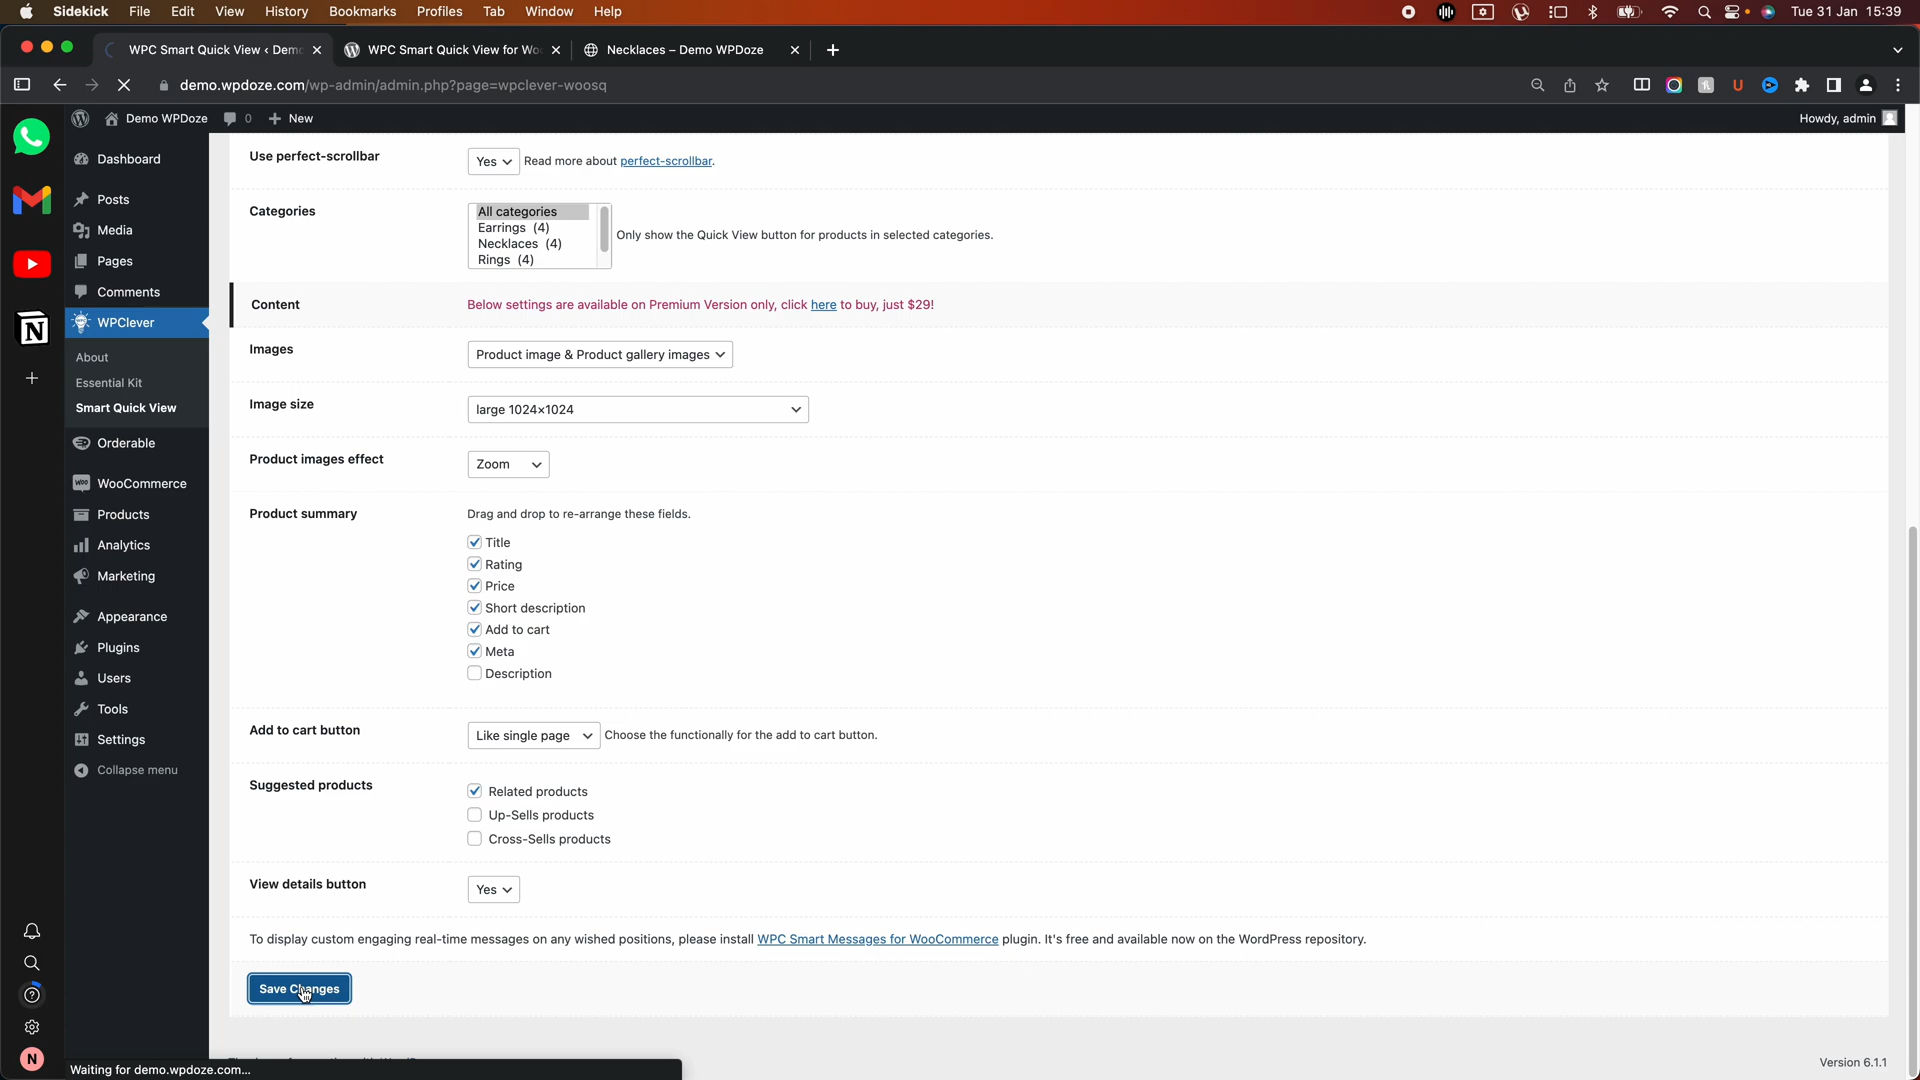 Sidekick File Edit View History Bookmarks Profiles Tab Window Help Tue 31 Jan 15:39
WPC Smart Quick View ‹ Dem WPC Smart Quick View for Wo Necklaces – Demo WPDoze
demo.wpdoze.com/wp-admin/admin.php?page=wpclever-woosq
Demo WPDoze 0 New Howdy, admin
Dashboard
Posts
Media
Pages
Comments
WPClever
About
Essential Kit
Smart Quick View
Orderable
WooCommerce
Products
Analytics
Marketing
Appearance
Plugins
Users
Tools
Settings
Collapse menu
Use perfect-scrollbar Yes Read more about perfect-scrollbar.
Categories
All categories
Earrings (4)
Necklaces (4)
Rings (4)
Only show the Quick View button for products in selected categories.
Content Below settings are available on Premium Version only, click here to buy, just $29!
Images Product image & Product gallery images
Image size large 1024×1024
Product images effect Zoom
Product summary Drag and drop to re-arrange these fields.
Title
Rating
Price
Short description
Add to cart
Meta
Description
Add to cart button Like single page Choose the functionally for the add to cart button.
Suggested products Related products
Up-Sells products
Cross-Sells products
View details button Yes
To display custom engaging real-time messages on any wished positions, please install WPC Smart Messages for WooCommerce plugin. It's free and available now on the WordPress repository.
Save Changes
Version 6.1.1
N
Waiting for demo.wpdoze.com...